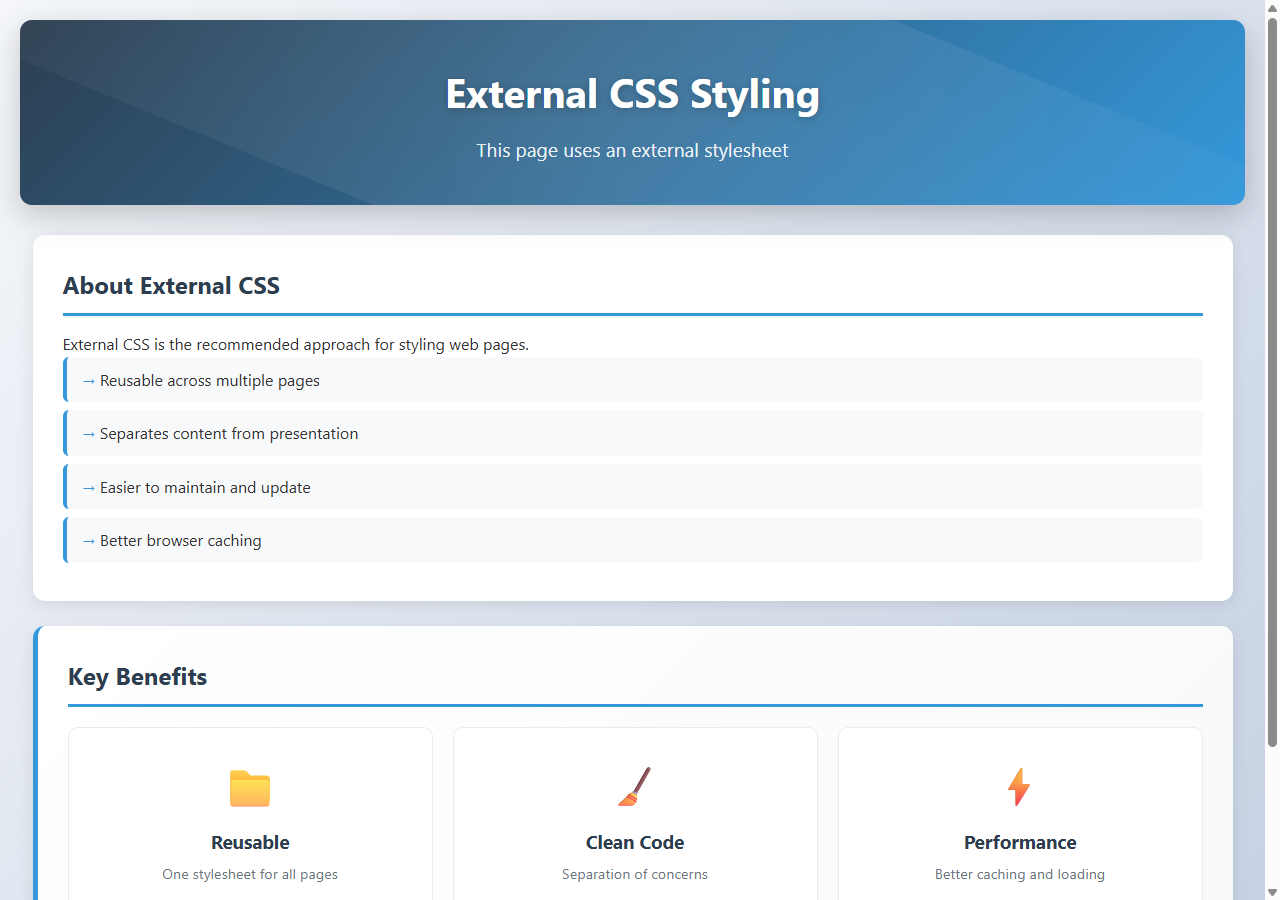 External CSS Styling
This page uses an external stylesheet
About External CSS
External CSS is the recommended approach for styling web pages.
→ Reusable across multiple pages
→ Separates content from presentation
→ Easier to maintain and update
→ Better browser caching
Key Benefits
Reusable
One stylesheet for all pages
Clean Code
Separation of concerns
Performance
Better caching and loading